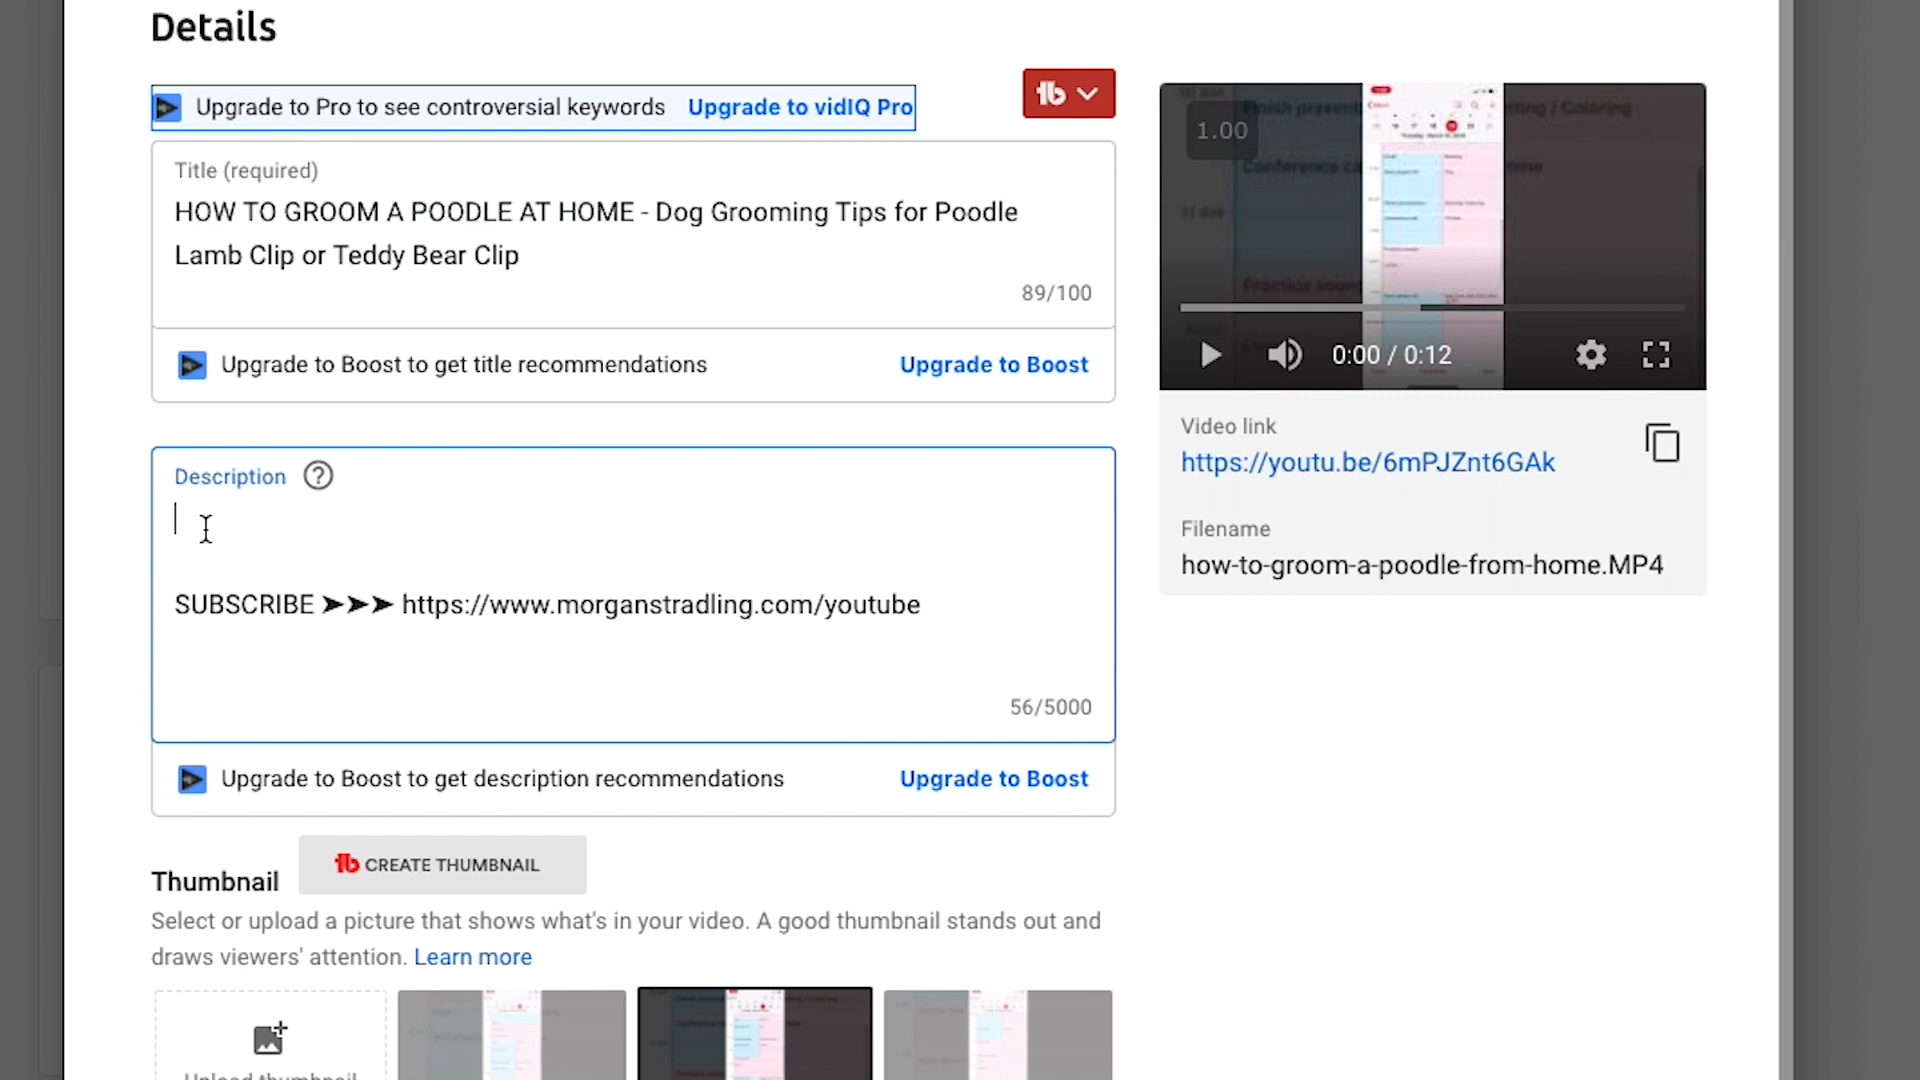 Details
Upgrade to Pro to see controversial keywords Upgrade to vidIQ Pro
Title (required)
HOW TO GROOM A POODLE AT HOME - Dog Grooming Tips for Poodle
Lamb Clip or Teddy Bear Clip
89/100
Upgrade to Boost to get title recommendations Upgrade to Boost
Description
SUBSCRIBE ➤➤➤ https://www.morganstradling.com/youtube
56/5000
Upgrade to Boost to get description recommendations Upgrade to Boost
Thumbnail
CREATE THUMBNAIL
Select or upload a picture that shows what's in your video. A good thumbnail stands out and
draws viewers' attention. Learn more
Upload thumbnail
1.00
0:00 / 0:12
Video link
https://youtu.be/6mPJZnt6GAk
Filename
how-to-groom-a-poodle-from-home.MP4